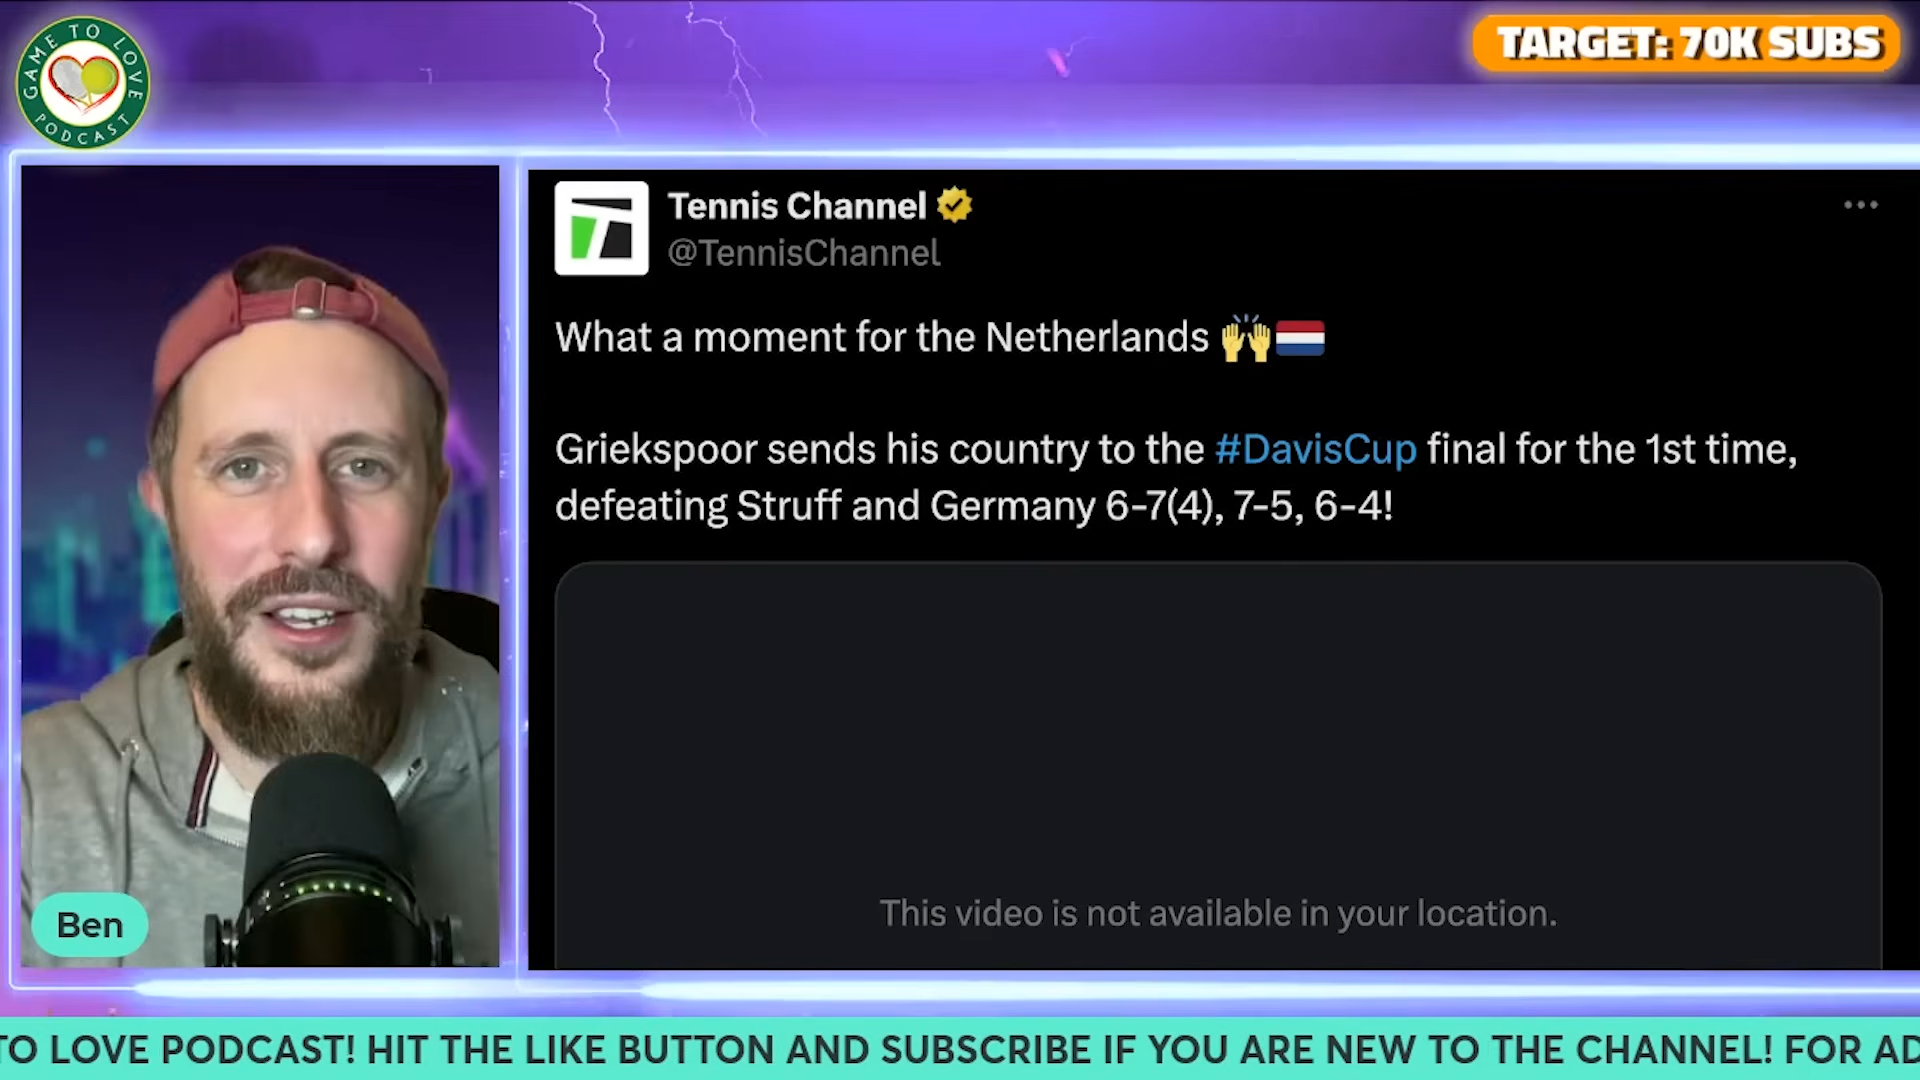 GAME TO LOVE
PODCAST
TARGET: 70K SUBS
Tennis Channel
@TennisChannel
What a moment for the Netherlands 🙌🇳🇱
Griekspoor sends his country to the #DavisCup final for the 1st time,
defeating Struff and Germany 6-7(4), 7-5, 6-4!
This video is not available in your location.
Ben
TO LOVE PODCAST! HIT THE LIKE BUTTON AND SUBSCRIBE IF YOU ARE NEW TO THE CHANNEL! FOR AD